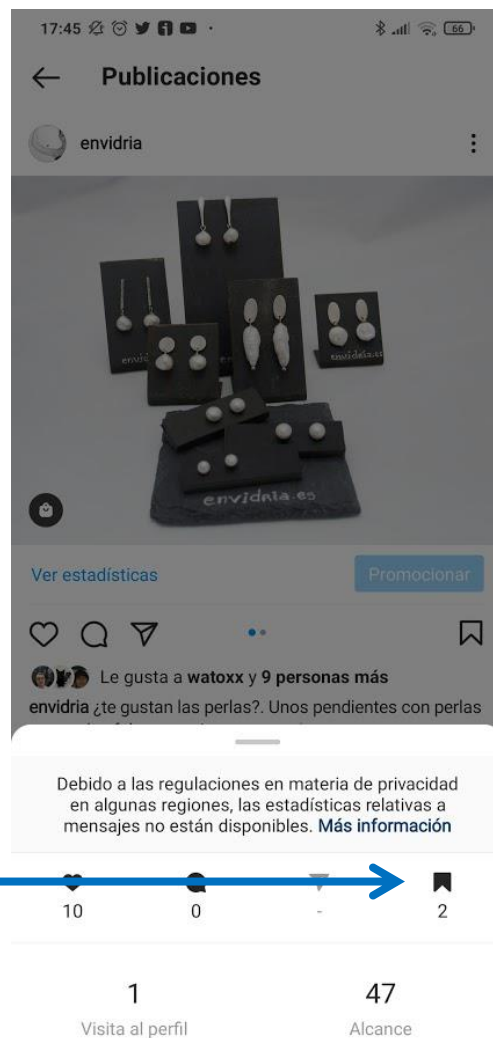 17:45
66
Publicaciones
envidria
envidria.es
envidria.es
Ver estadísticas
Promocionar
Le gusta a watoxx y 9 personas más
envidria ¿te gustan las perlas?. Unos pendientes con perlas
Debido a las regulaciones en materia de privacidad
en algunas regiones, las estadísticas relativas a
mensajes no están disponibles. Más información
10 0 - 2
1 47
Visita al perfil Alcance